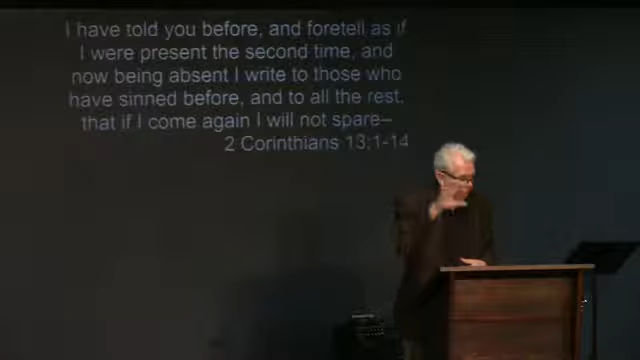 I have told you before, and foretell as if
I were present the second time, and
now being absent I write to those who
have sinned before, and to all the rest,
that if I come again I will not spare–
2 Corinthians 13:1-14